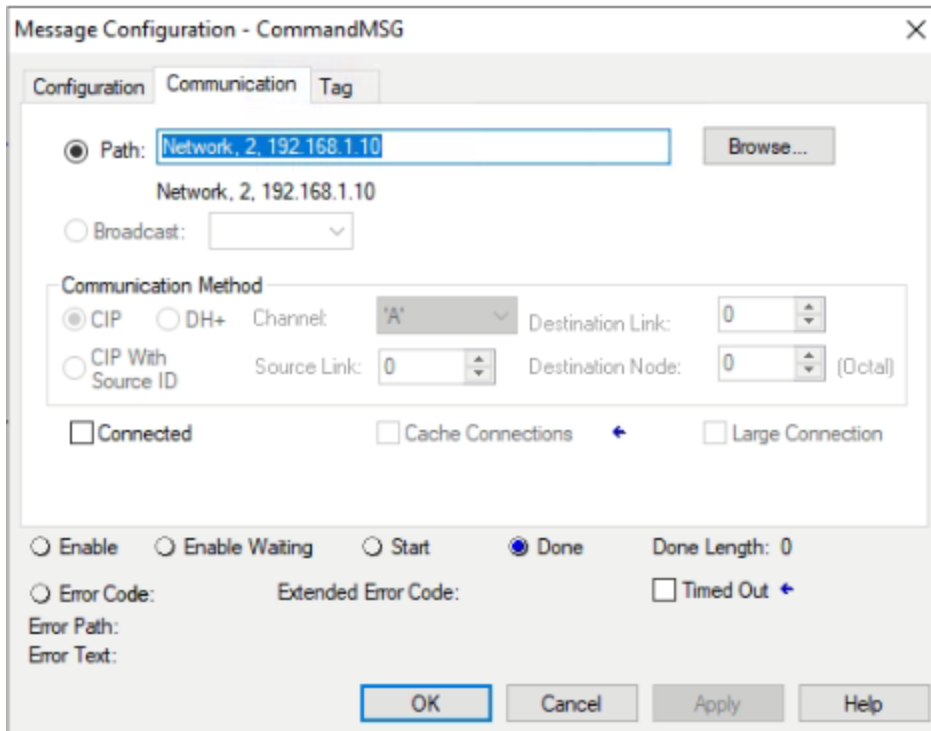 Message Configuration - CommandMSG
Configuration Communication Tag
Path: Network, 2, 192.168.1.10 Browse...
Network, 2, 192.168.1.10
Broadcast:
Communication Method
CIP DH+ Channel: 'A' Destination Link: 0
CIP With Source ID Source Link: 0 Destination Node: 0 (Octal)
Connected Cache Connections Large Connection
Enable Enable Waiting Start Done Done Length: 0
Error Code: Extended Error Code: Timed Out
Error Path:
Error Text:
OK Cancel Apply Help